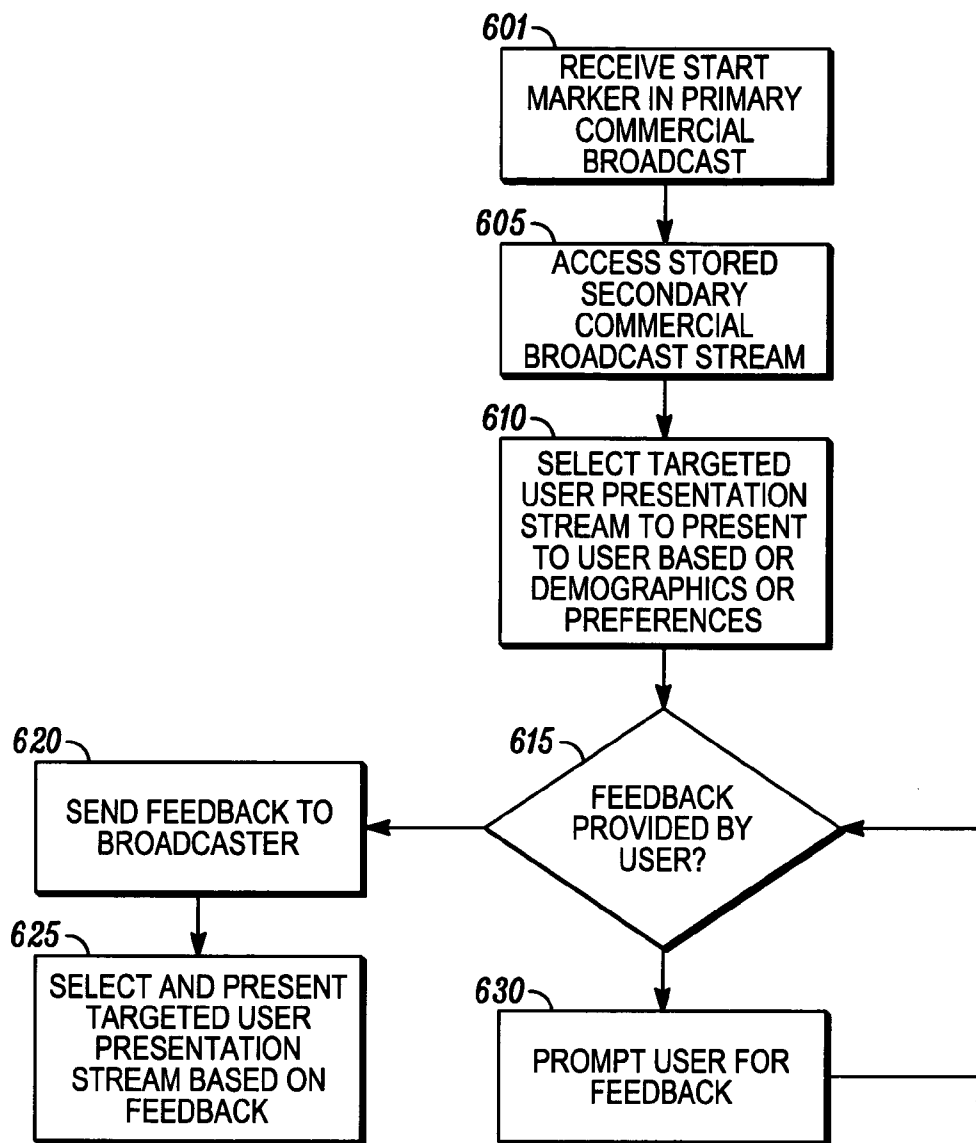 601
RECEIVE START
MARKER IN PRIMARY
COMMERCIAL
BROADCAST
605
ACCESS STORED
SECONDARY
COMMERCIAL
BROADCAST STREAM
610
SELECT TARGETED
USER PRESENTATION
STREAM TO PRESENT
TO USER BASED OR
DEMOGRAPHICS OR
PREFERENCES
615
FEEDBACK
PROVIDED BY
USER?
620
SEND FEEDBACK TO
BROADCASTER
625
SELECT AND PRESENT
TARGETED USER
PRESENTATION
STREAM BASED ON
FEEDBACK
630
PROMPT USER FOR
FEEDBACK